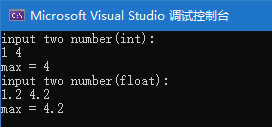 Microsoft Visual Studio 调试控制台
input two number(int):
1 4
max = 4
input two number(float):
1.2 4.2
max = 4.2